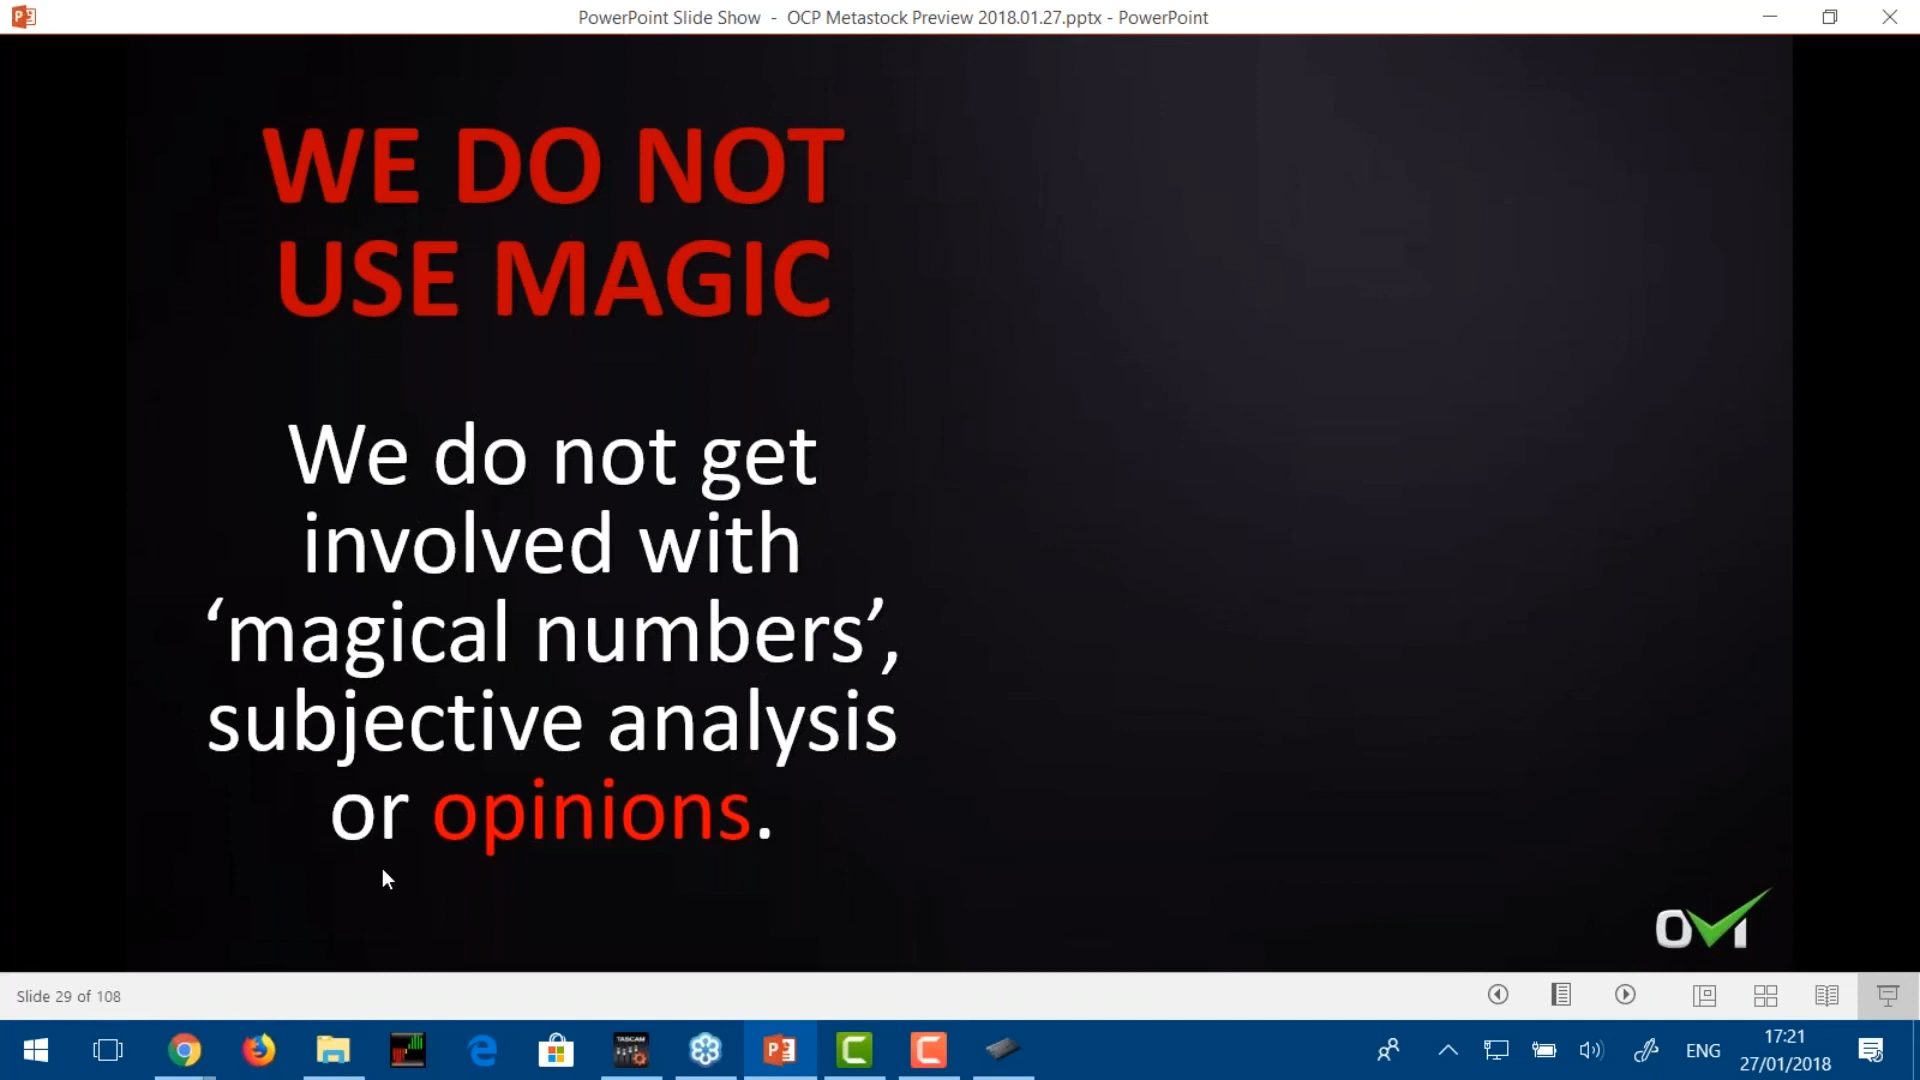 PowerPoint Slide Show - OCP Metastock Preview 2018.01.27.pptx - PowerPoint
WE DO NOT
USE MAGIC
We do not get
involved with
‘magical numbers’,
subjective analysis
or opinions.
OVI
Slide 29 of 108
TASCAM
ENG
17:21
27/01/2018